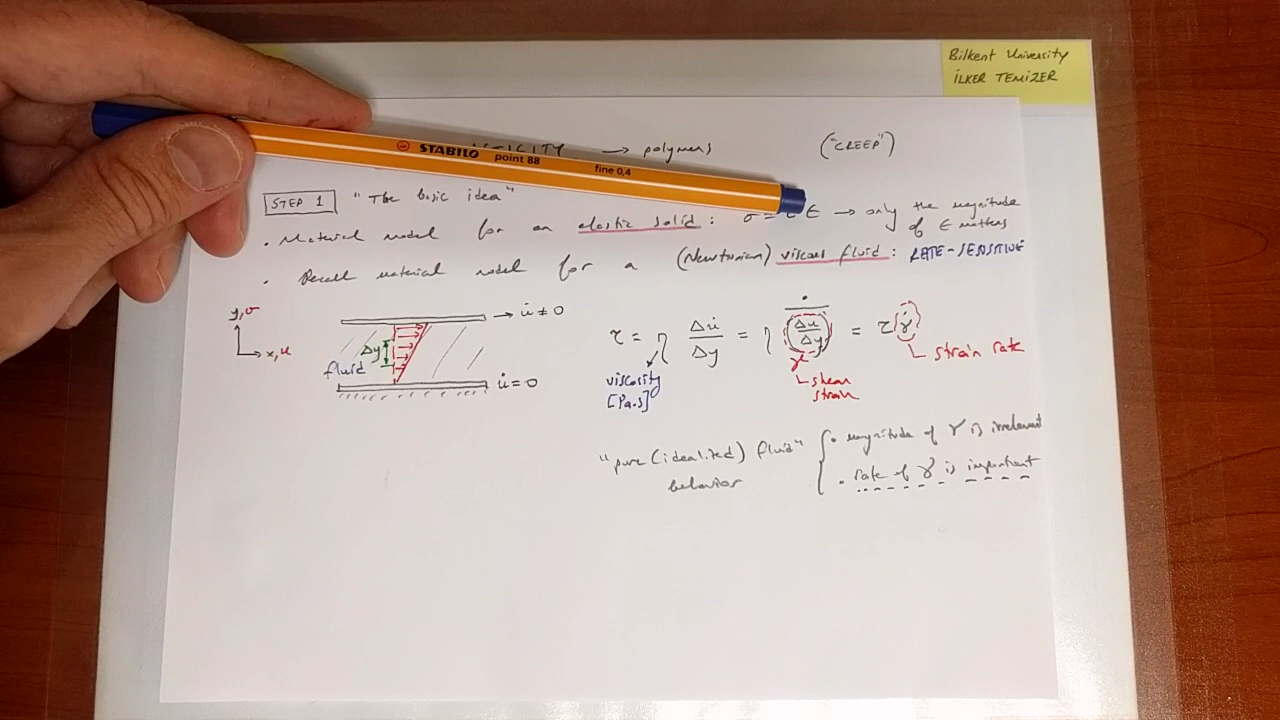 Bilkent University
İLKER TEMİZER
STABILO point 88 fine 0,4
→ polymers ("CREEP")
STEP 1 "The basic idea"
. Material model for an elastic solid : σ = ϵ → only the magnitude
of ϵ matters
. Recall material model for a (Newtonian) viscous fluid : RATE-SENSITIVE
y,v
x,u
fluid
Δy
→ u̇ ≠ 0
u̇ = 0
τ = η Δu̇/Δy = η (Δu/Δy)˙ = τ γ̇
viscosity
[Pa.s]
γ
shear
strain
strain rate
"pure (idealized) fluid"
behavior
. magnitude of γ is irrelevant
. rate of γ is important